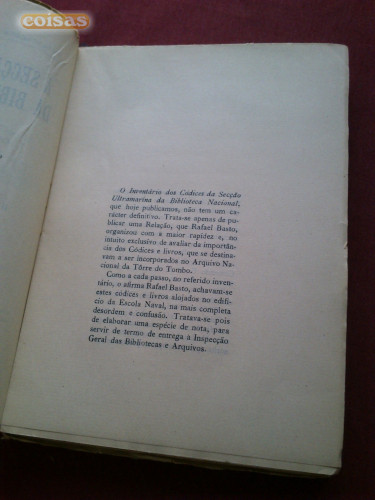 coisas
A SECÇ
DA BIB
O Inventário dos Códices da Secção
Ultramarina da Biblioteca Nacional,
que hoje publicamos, não tem um ca-
rácter definitivo. Trata-se apenas de pu-
blicar uma Relação, que Rafael Basto,
organizou com a maior rapidez e, no
intuito exclusivo de avaliar da importân-
cia dos Códices e livros, que se destina-
vam a ser incorporados no Arquivo Na-
cional da Tôrre do Tombo.
Como a cada passo, no referido inven-
tário, o afirma Rafael Basto, achavam-se
estes códices e livros alojados no edifí-
cio da Escola Naval, na mais completa
desordem e confusão. Tratava-se pois
de elaborar uma espécie de nota, para
servir de termo de entrega à Inspecção
Geral das Bibliotecas e Arquivos.